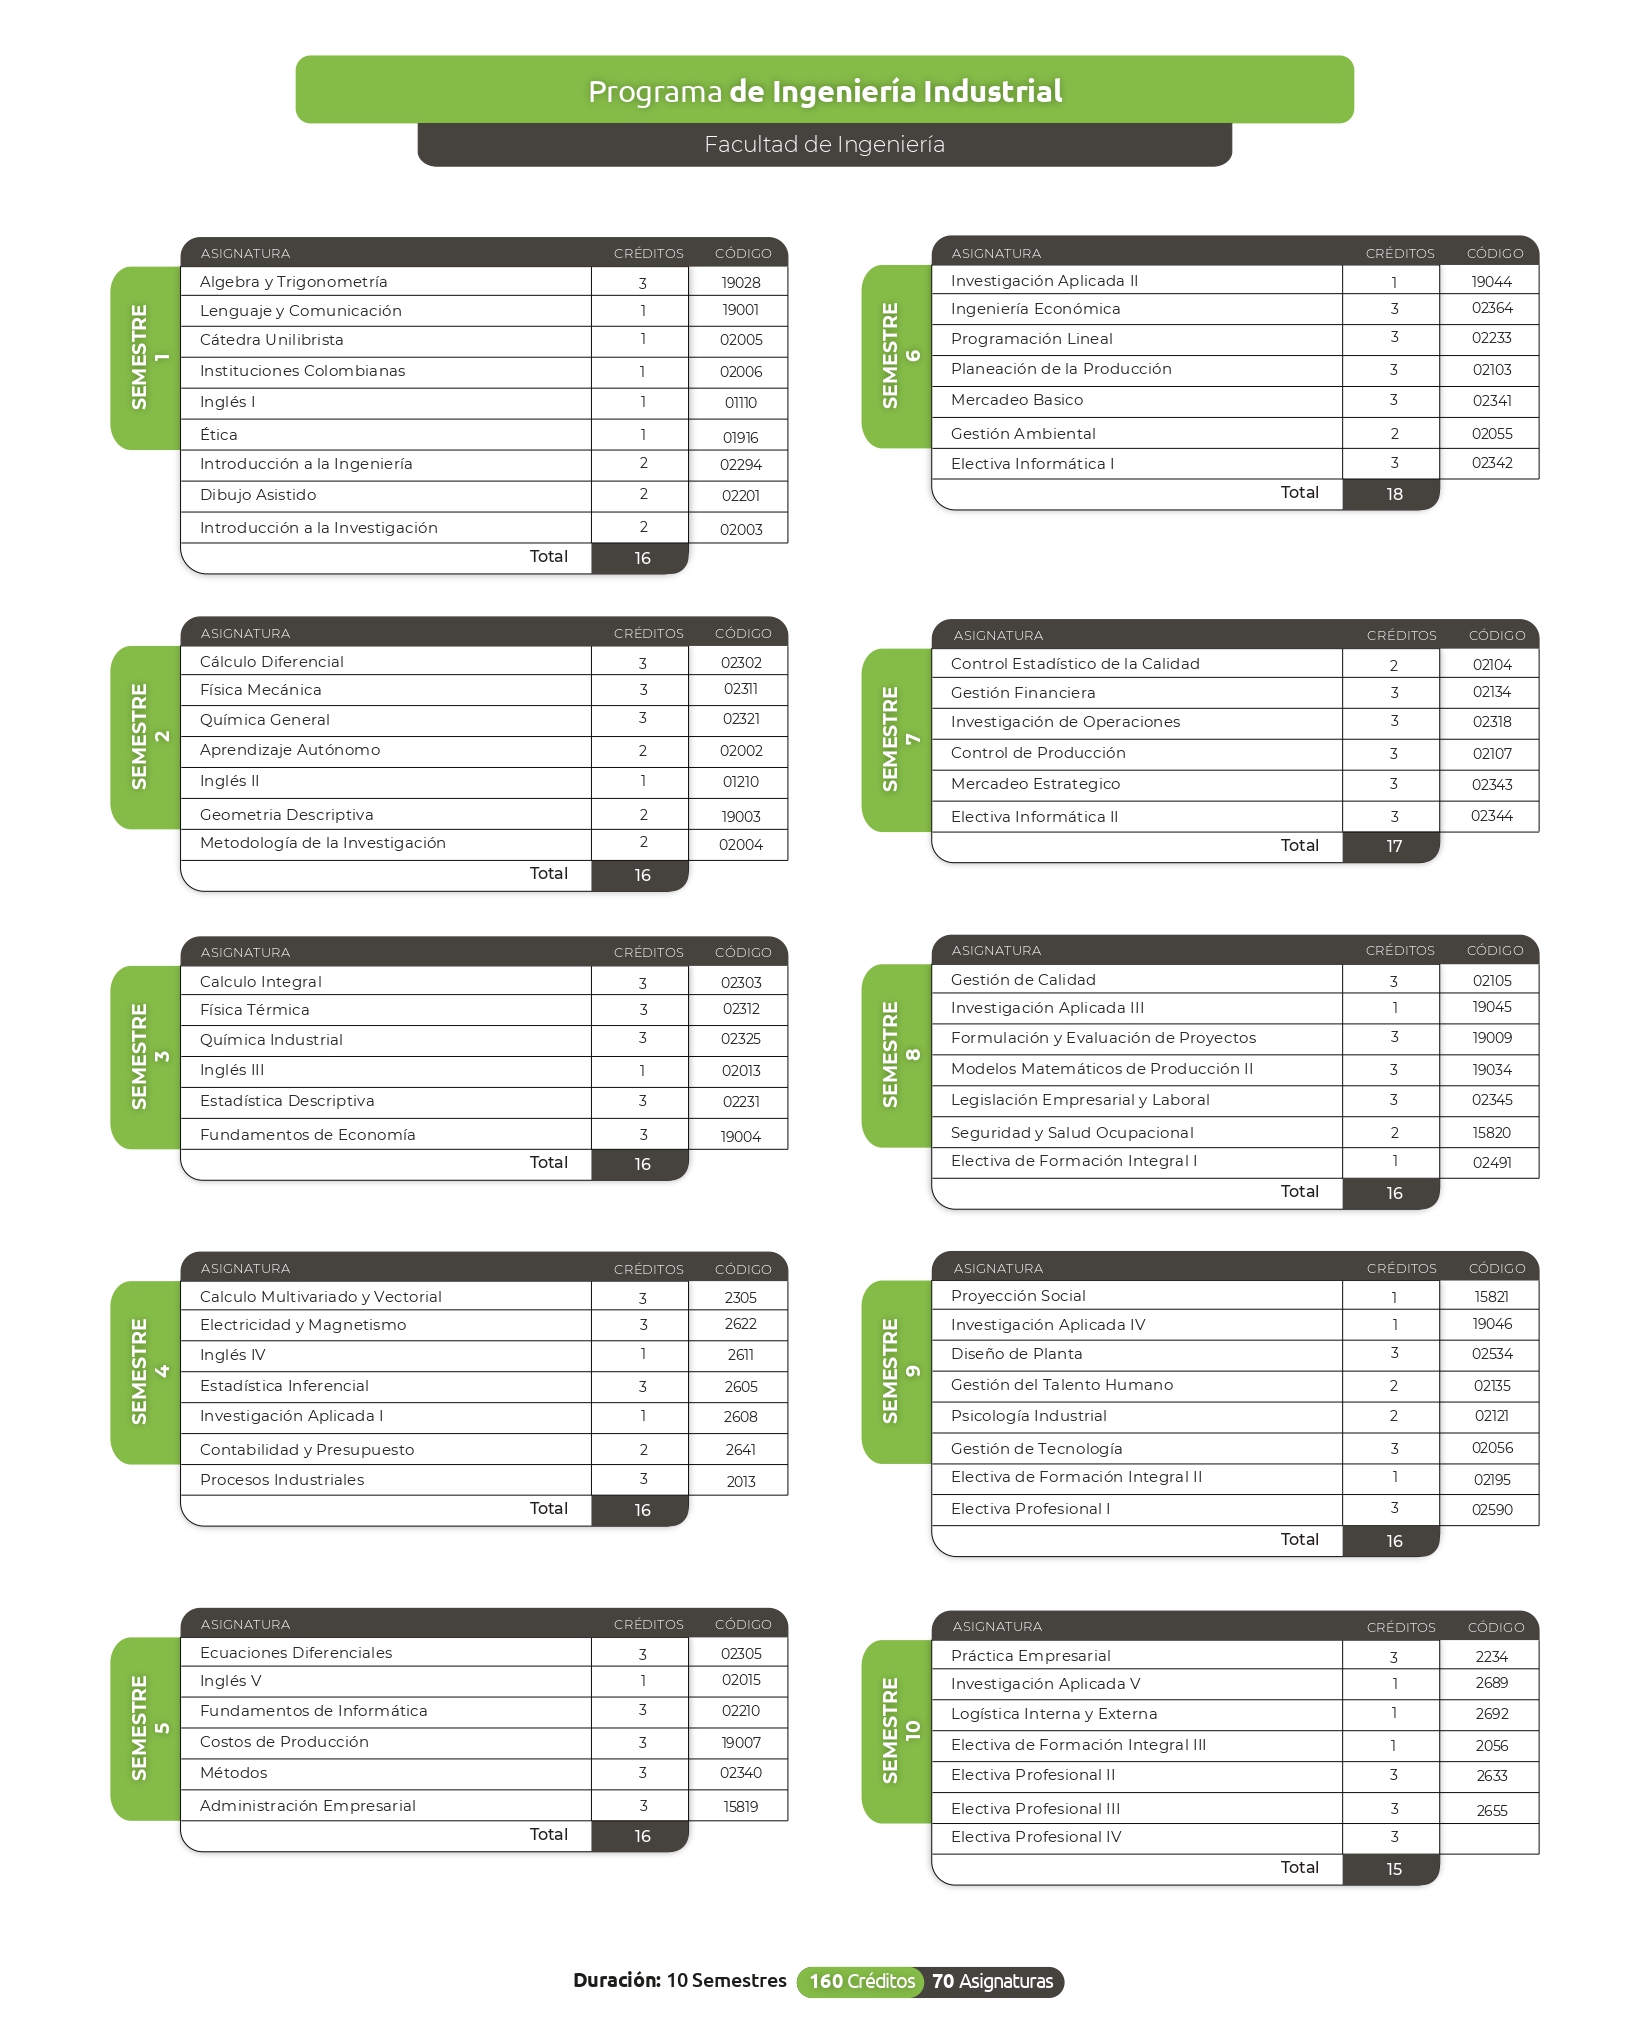 Programa de Ingeniería Industrial
Facultad de Ingeniería
SEMESTRE 1
ASIGNATURA CRÉDITOS CÓDIGO
Algebra y Trigonometría 3 19028
Lenguaje y Comunicación 1 19001
Cátedra Unilibrista 1 02005
Instituciones Colombianas 1 02006
Inglés I 1 01110
Ética 1 01916
Introducción a la Ingeniería 2 02294
Dibujo Asistido 2 02201
Introducción a la Investigación 2 02003
Total 16
SEMESTRE 2
ASIGNATURA CRÉDITOS CÓDIGO
Cálculo Diferencial 3 02302
Física Mecánica 3 02311
Química General 3 02321
Aprendizaje Autónomo 2 02002
Inglés II 1 01210
Geometria Descriptiva 2 19003
Metodología de la Investigación 2 02004
Total 16
SEMESTRE 3
ASIGNATURA CRÉDITOS CÓDIGO
Calculo Integral 3 02303
Física Térmica 3 02312
Química Industrial 3 02325
Inglés III 1 02013
Estadística Descriptiva 3 02231
Fundamentos de Economía 3 19004
Total 16
SEMESTRE 4
ASIGNATURA CRÉDITOS CÓDIGO
Calculo Multivariado y Vectorial 3 2305
Electricidad y Magnetismo 3 2622
Inglés IV 1 2611
Estadística Inferencial 3 2605
Investigación Aplicada I 1 2608
Contabilidad y Presupuesto 2 2641
Procesos Industriales 3 2013
Total 16
SEMESTRE 5
ASIGNATURA CRÉDITOS CÓDIGO
Ecuaciones Diferenciales 3 02305
Inglés V 1 02015
Fundamentos de Informática 3 02210
Costos de Producción 3 19007
Métodos 3 02340
Administración Empresarial 3 15819
Total 16
SEMESTRE 6
ASIGNATURA CRÉDITOS CÓDIGO
Investigación Aplicada II 1 19044
Ingeniería Económica 3 02364
Programación Lineal 3 02233
Planeación de la Producción 3 02103
Mercadeo Basico 3 02341
Gestión Ambiental 2 02055
Electiva Informática I 3 02342
Total 18
SEMESTRE 7
ASIGNATURA CRÉDITOS CÓDIGO
Control Estadístico de la Calidad 2 02104
Gestión Financiera 3 02134
Investigación de Operaciones 3 02318
Control de Producción 3 02107
Mercadeo Estrategico 3 02343
Electiva Informática II 3 02344
Total 17
SEMESTRE 8
ASIGNATURA CRÉDITOS CÓDIGO
Gestión de Calidad 3 02105
Investigación Aplicada III 1 19045
Formulación y Evaluación de Proyectos 3 19009
Modelos Matemáticos de Producción II 3 19034
Legislación Empresarial y Laboral 3 02345
Seguridad y Salud Ocupacional 2 15820
Electiva de Formación Integral I 1 02491
Total 16
SEMESTRE 9
ASIGNATURA CRÉDITOS CÓDIGO
Proyección Social 1 15821
Investigación Aplicada IV 1 19046
Diseño de Planta 3 02534
Gestión del Talento Humano 2 02135
Psicología Industrial 2 02121
Gestión de Tecnología 3 02056
Electiva de Formación Integral II 1 02195
Electiva Profesional I 3 02590
Total 16
SEMESTRE 10
ASIGNATURA CRÉDITOS CÓDIGO
Práctica Empresarial 3 2234
Investigación Aplicada V 1 2689
Logística Interna y Externa 1 2692
Electiva de Formación Integral III 1 2056
Electiva Profesional II 3 2633
Electiva Profesional III 3 2655
Electiva Profesional IV 3
Total 15
Duración: 10 Semestres 160 Créditos 70 Asignaturas